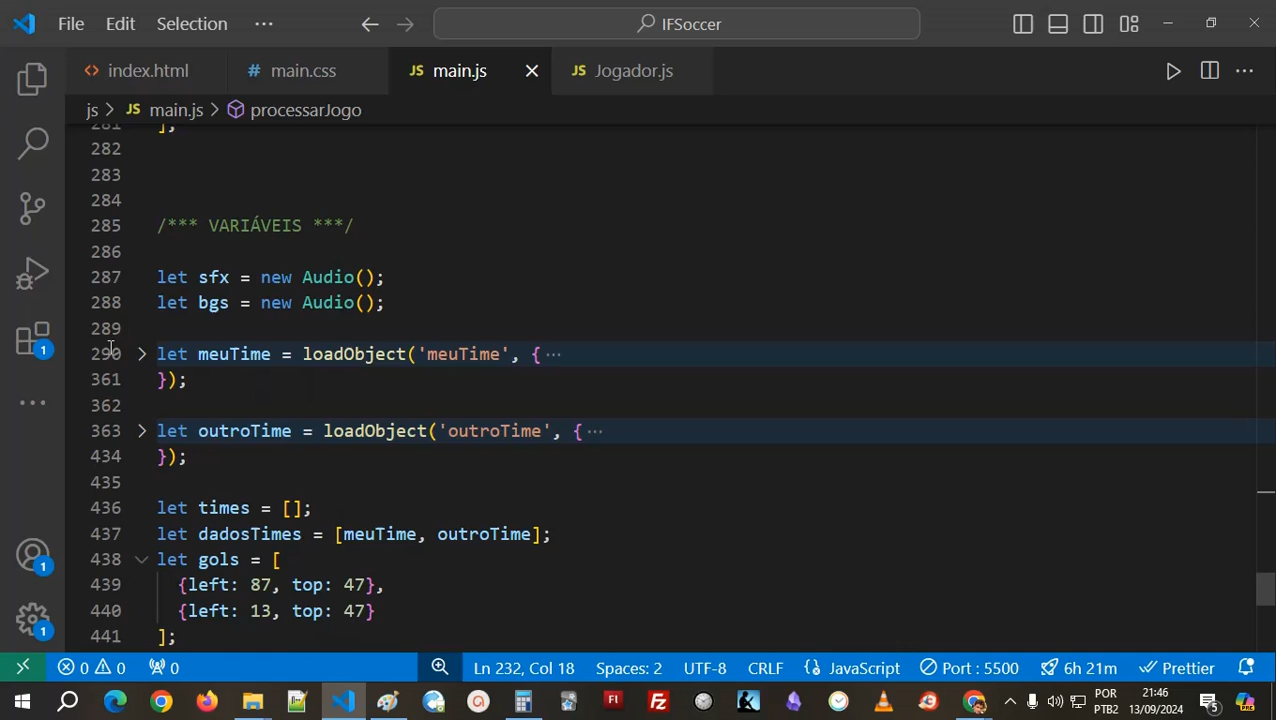 File Edit Selection ··· IFSoccer
index.html # main.css JS main.js JS Jogador.js
js > JS main.js > processarJogo
281 ];
282
283
284
285 /*** VARIÁVEIS ***/
286
287 let sfx = new Audio();
288 let bgs = new Audio();
289
290 let meuTime = loadObject('meuTime', { ···
361 });
362
363 let outroTime = loadObject('outroTime', { ···
434 });
435
436 let times = [];
437 let dadosTimes = [meuTime, outroTime];
438 let gols = [
439 {left: 87, top: 47},
440 {left: 13, top: 47}
441 ];
1
1
1
0 0 0 Ln 232, Col 18 Spaces: 2 UTF-8 CRLF {} JavaScript Port : 5500 6h 21m Prettier
POR
PTB2
21:46
13/09/2024
5
PRE